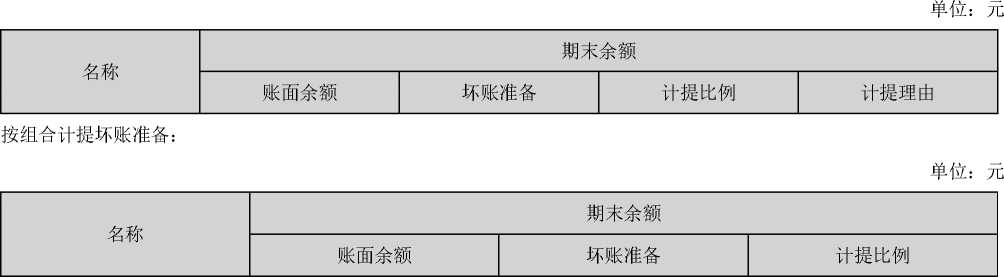 单位：元
名称 期末余额
账面余额 坏账准备 计提比例 计提理由
按组合计提坏账准备：
单位：元
名称 期末余额
账面余额 坏账准备 计提比例